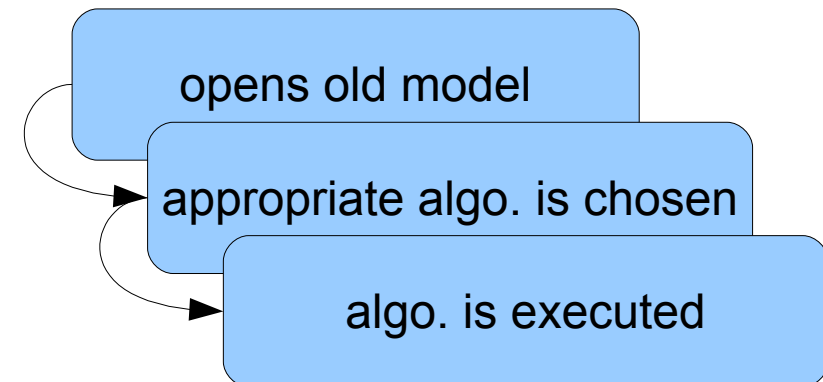 opens old model
appropriate algo. is chosen
algo. is executed